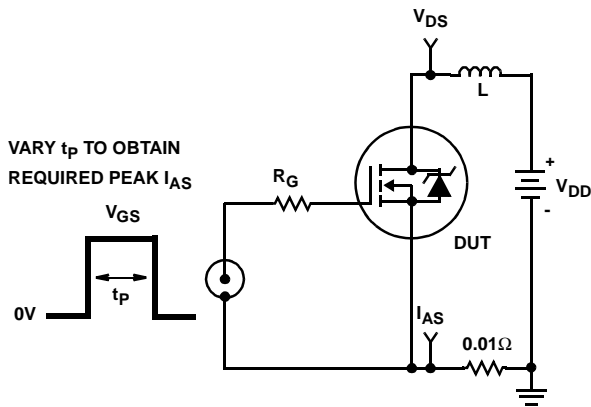 VDS
L
VARY tP TO OBTAIN
REQUIRED PEAK IAS
RG
+
VDD
-
VGS
DUT
tP
0V
IAS
0.01Ω